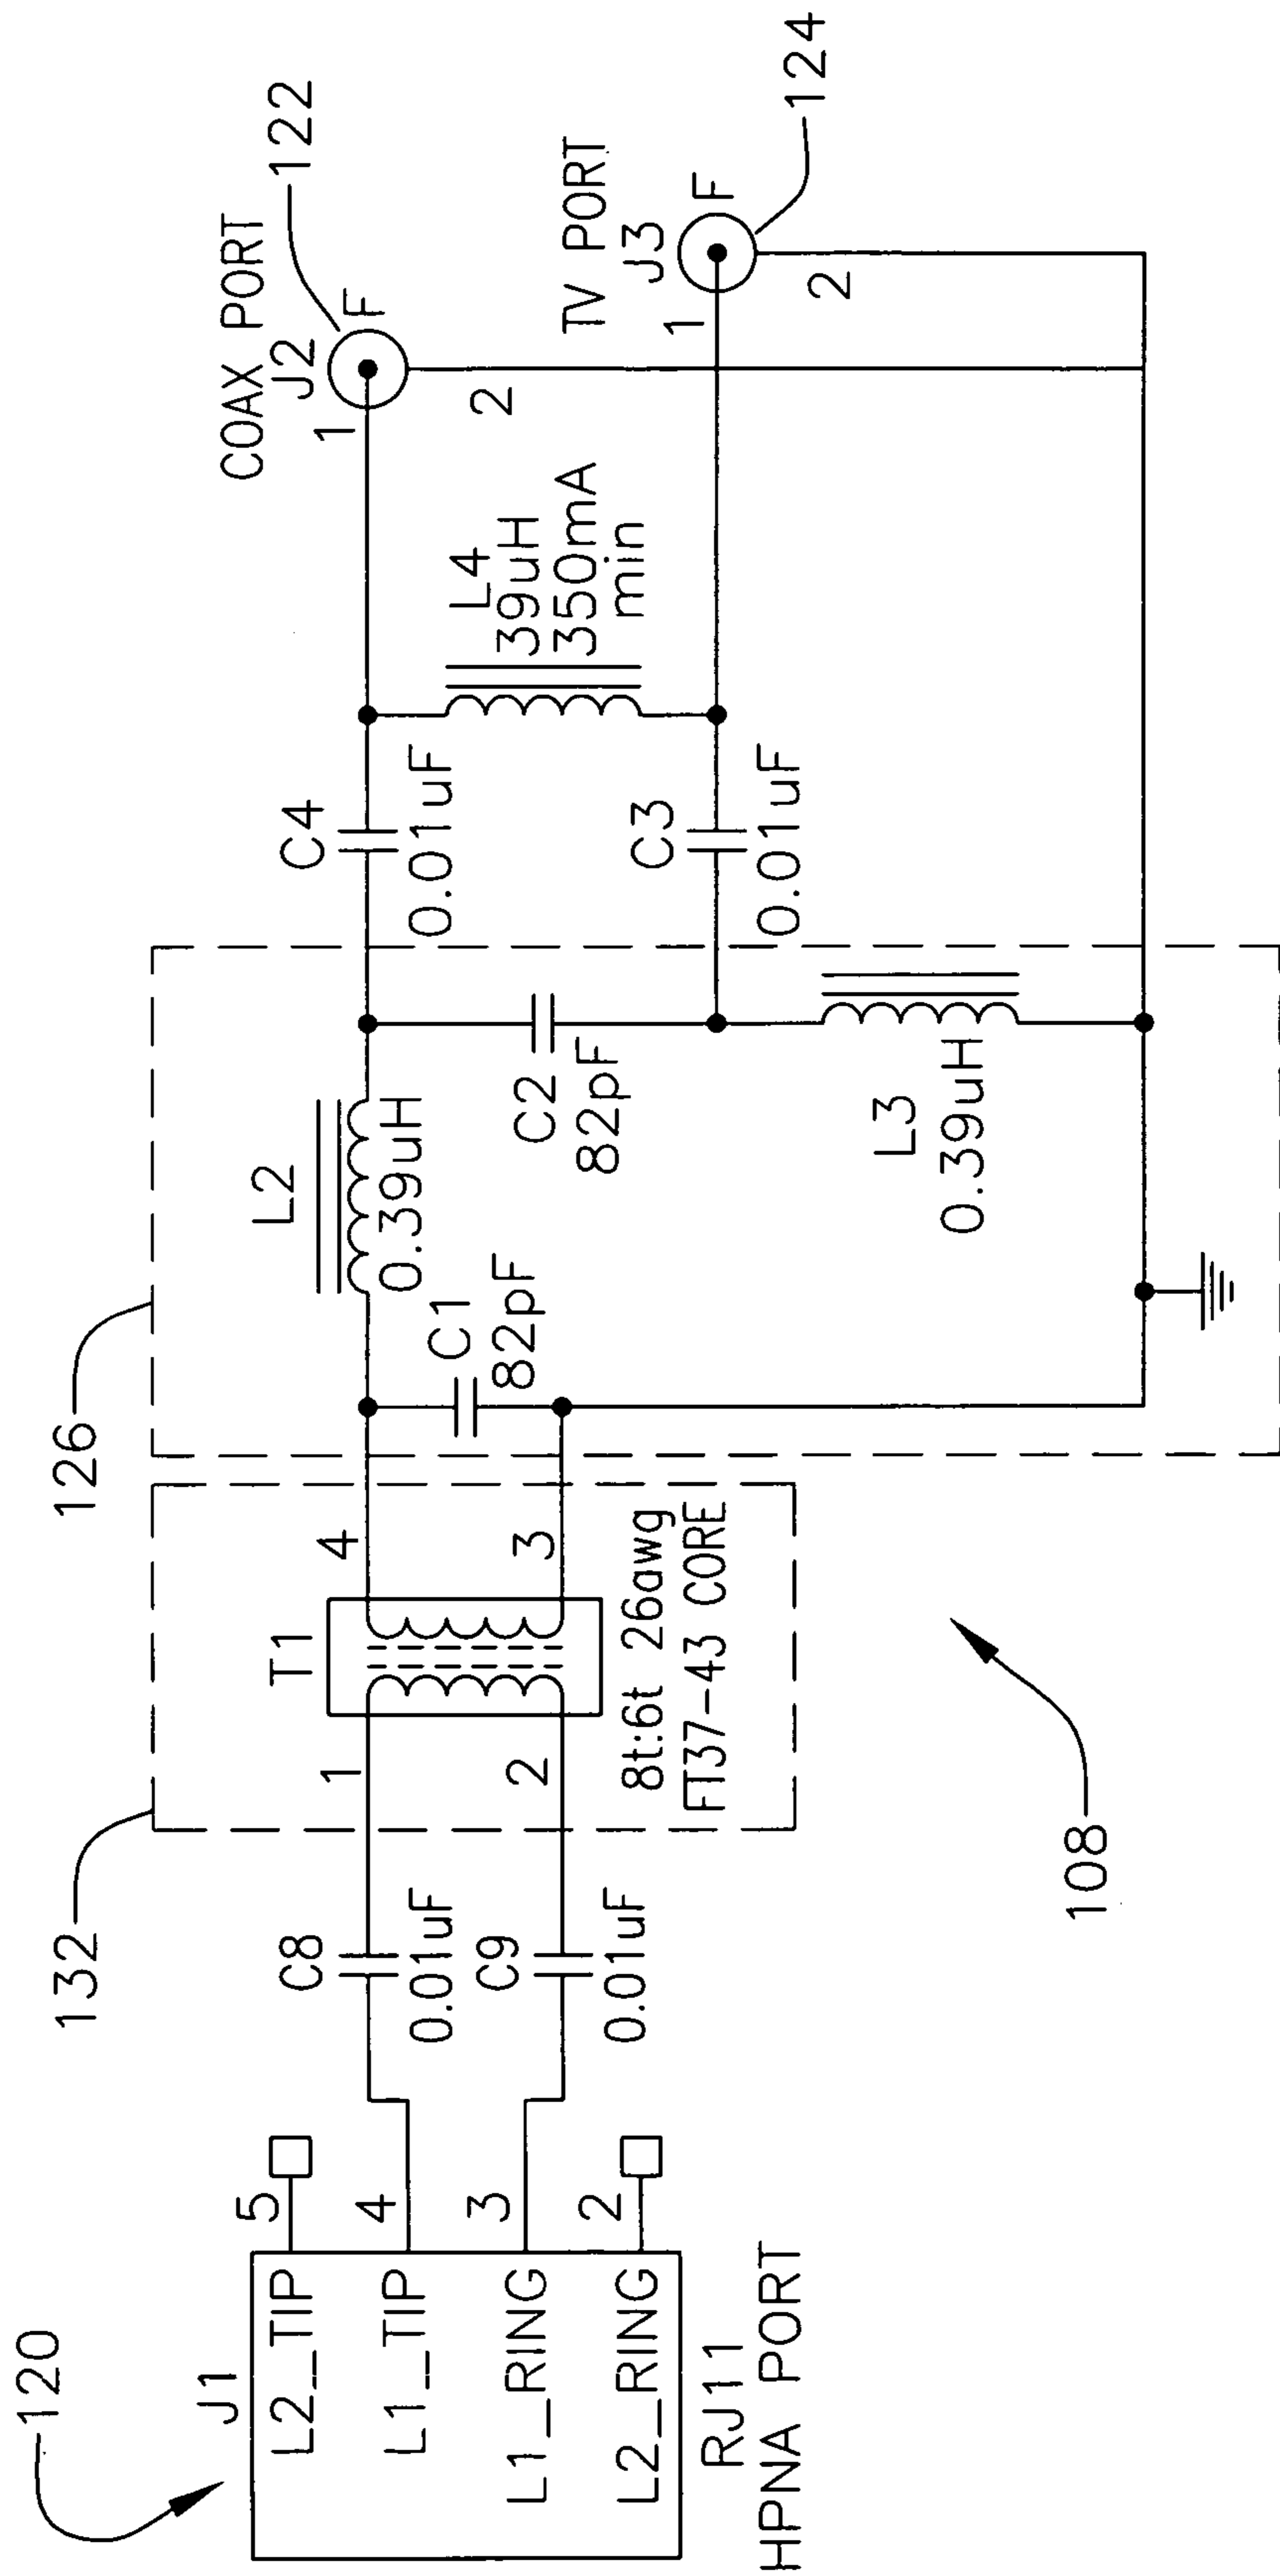 120
J1
L2_TIP
L1_TIP
L1_RING
L2_RING
RJ11
HPNA PORT
5
4
3
2
C8
0.01uF
C9
0.01uF
132
T1
1
2
4
3
8t:6t 26awg
FT37-43 CORE
126
C1
82pF
L2
0.39uH
C2
82pF
L3
0.39uH
C4
0.01uF
C3
0.01uF
L4
39uH
350mA
min
COAX PORT
J2
1
F
2
122
TV PORT
J3
1
F
2
124
108